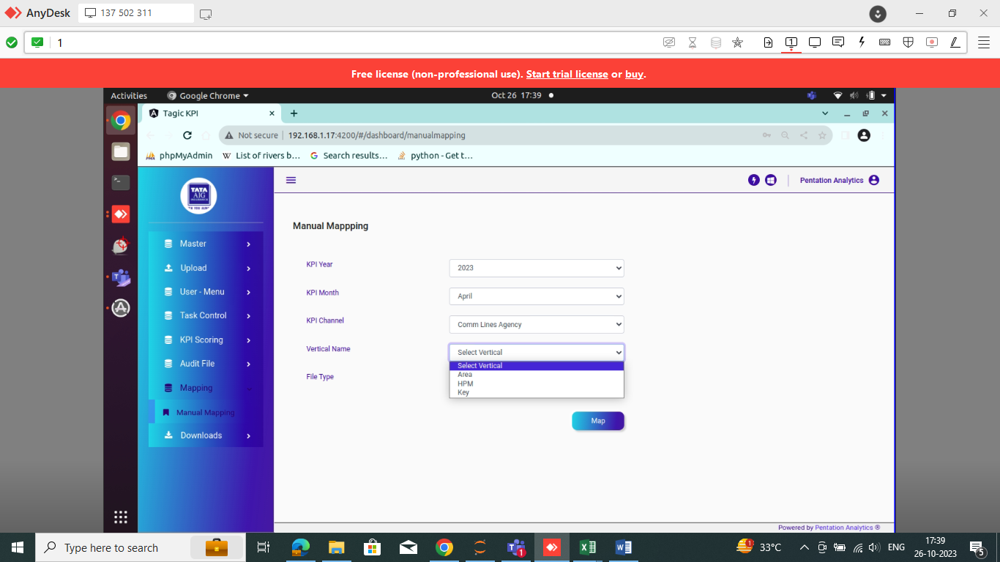 AnyDesk
137 502 311
1
Free license (non-professional use). Start trial license or buy.
Activities
Google Chrome
Oct 26 17:39
Tagic KPI
Not secure
192.168.1.17:4200/#/dashboard/manualmapping
phpMyAdmin
List of rivers b...
Search results...
python - Get t...
TATA
AIG
INSURANCE
Pentation Analytics
Master
Upload
User - Menu
Task Control
KPI Scoring
Audit File
Mapping
Manual Mapping
Downloads
Manual Mappping
KPI Year
2023
KPI Month
April
KPI Channel
Comm Lines Agency
Vertical Name
Select Vertical
Select Vertical
Area
HPM
Key
File Type
Map
Powered by Pentation Analytics ®
Type here to search
1
1
33°C
ENG
17:39
26-10-2023
5